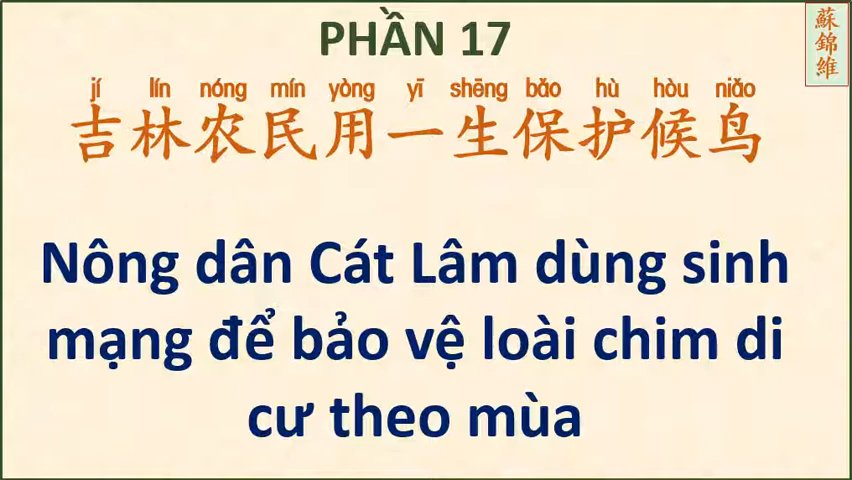 PHẦN 17
蘇錦維
jí lín nóng mín yòng yī shēng bǎo hù hòu niǎo
吉林农民用一生保护候鸟
Nông dân Cát Lâm dùng sinh
mạng để bảo vệ loài chim di
cư theo mùa